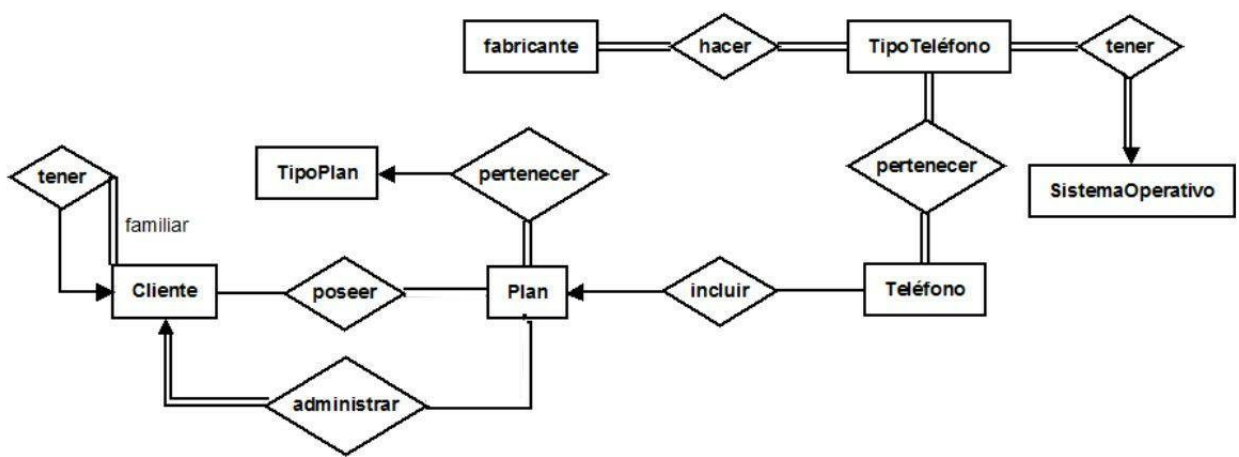 fabricante
hacer
TipoTeléfono
tener
tener
TipoPlan
pertenecer
pertenecer
SistemaOperativo
familiar
Cliente
poseer
Plan
incluir
Teléfono
administrar